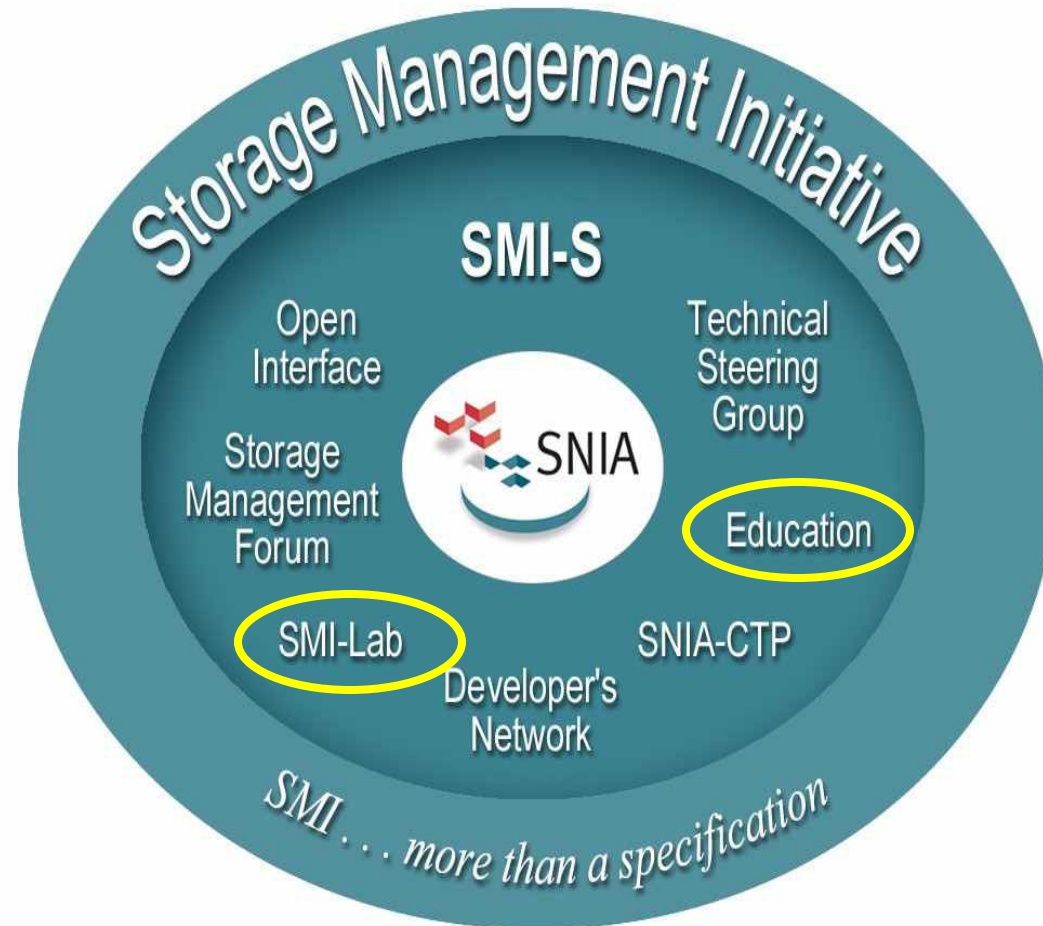 Storage Management Initiative
SMI-S
Open
Interface
Technical
Steering
Group
SNIA
Storage
Management
Forum
Education
SMI-Lab
SNIA-CTP
Developer's
Network
SMI . . . more than a specification